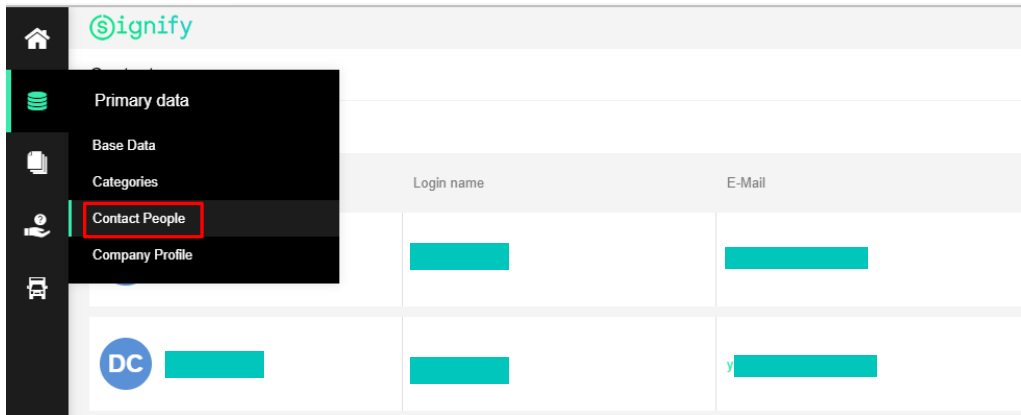 signify
Primary data
Base Data
Categories
Login name
E-Mail
Contact People
Company Profile
DC
y